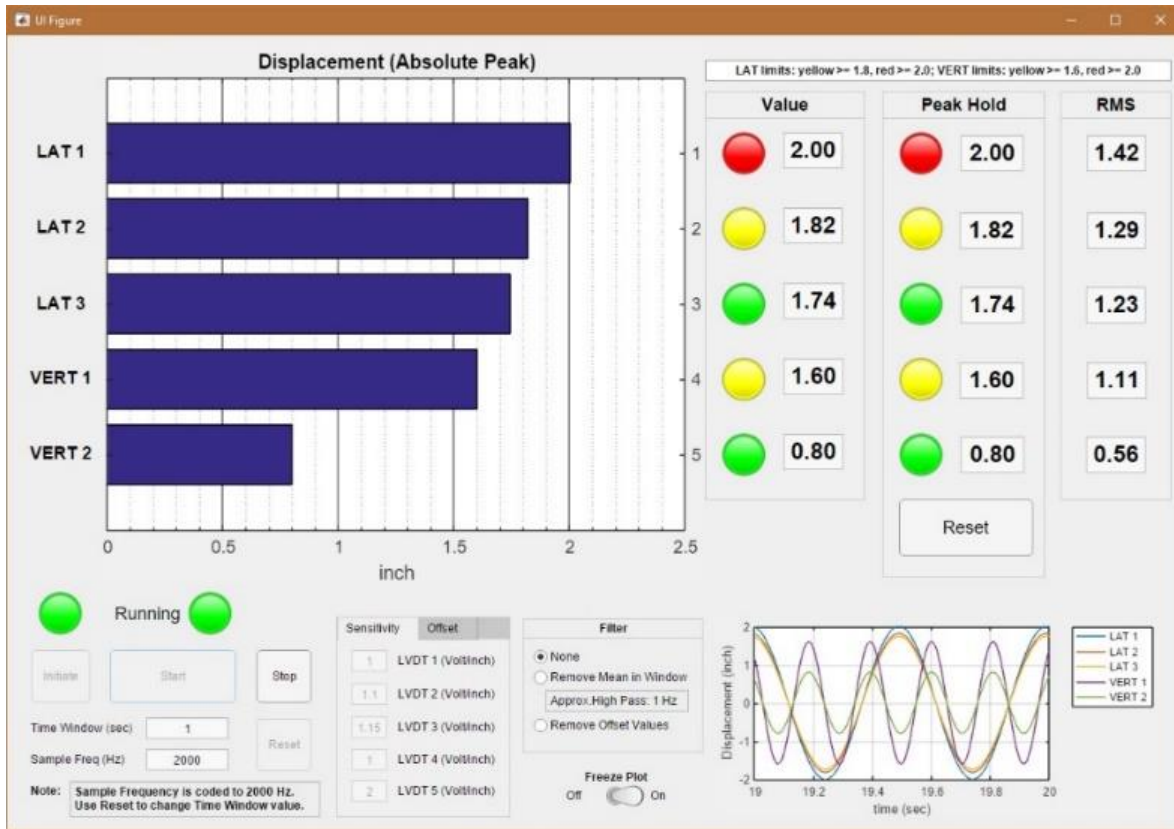 UI Figure
Displacement (Absolute Peak)
LAT limits: yellow >= 1.8, red >= 2.0; VERT limits: yellow >= 1.6, red >= 2.0
Value
Peak Hold
RMS
LAT 1
1
2.00
2.00
1.42
LAT 2
2
1.82
1.82
1.29
LAT 3
3
1.74
1.74
1.23
VERT 1
4
1.60
1.60
1.11
VERT 2
5
0.80
0.80
0.56
Reset
0 0.5 1 1.5 2 2.5
inch
Running
Initiate
Start
Stop
Time Window (sec)
1
Sample Freq (Hz)
2000
Reset
Note:
Sample Frequency is coded to 2000 Hz.
Use Reset to change Time Window value.
Sensitivity
Offset
1
LVDT 1 (Volt/Inch)
1.1
LVDT 2 (Volt/Inch)
1.15
LVDT 3 (Volt/Inch)
1
LVDT 4 (Volt/Inch)
2
LVDT 5 (Volt/Inch)
Filter
None
Remove Mean in Window
Approx.High Pass: 1 Hz
Remove Offset Values
Freeze Plot
Off
On
Displacement (inch)
2
1
0
-1
-2
19 19.2 19.4 19.6 19.8 20
time (sec)
LAT 1
LAT 2
LAT 3
VERT 1
VERT 2